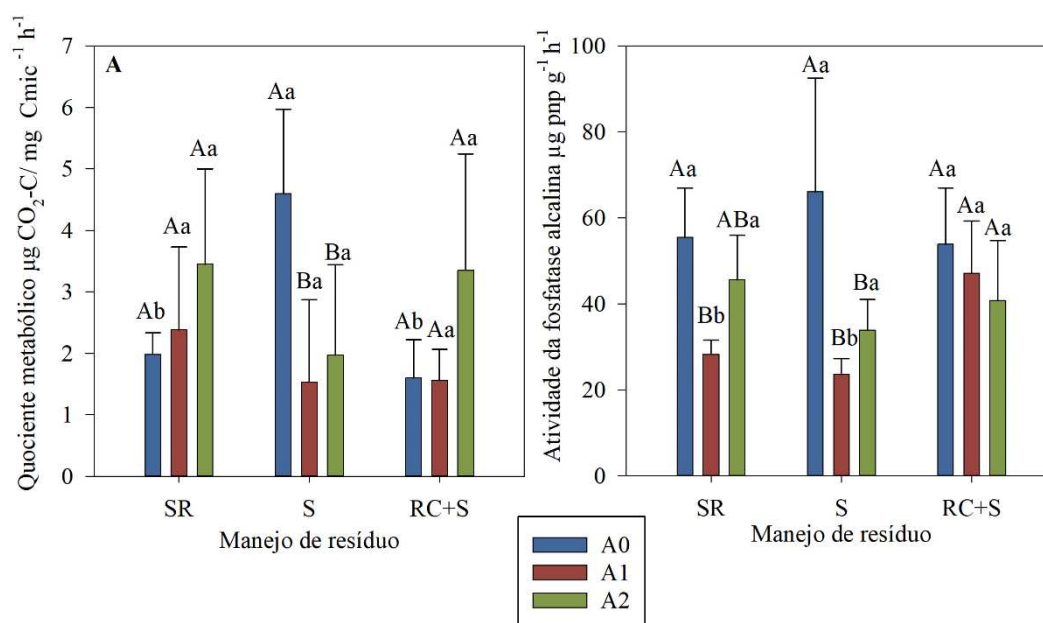 Quociente metabólico µg CO2-C/ mg Cmic -1 h-1
7
6
5
4
3
2
1
0
A
Ab
Aa
Aa
Aa
Ba
Ba
Ab
Aa
Aa
SR
S
RC+S
Manejo de resíduo
Atividade da fosfatase alcalina µg pnp g-1 h-1
100
80
60
40
20
0
Aa
Bb
ABa
Aa
Bb
Ba
Aa
Aa
Aa
SR
S
RC+S
Manejo de resíduo
A0
A1
A2